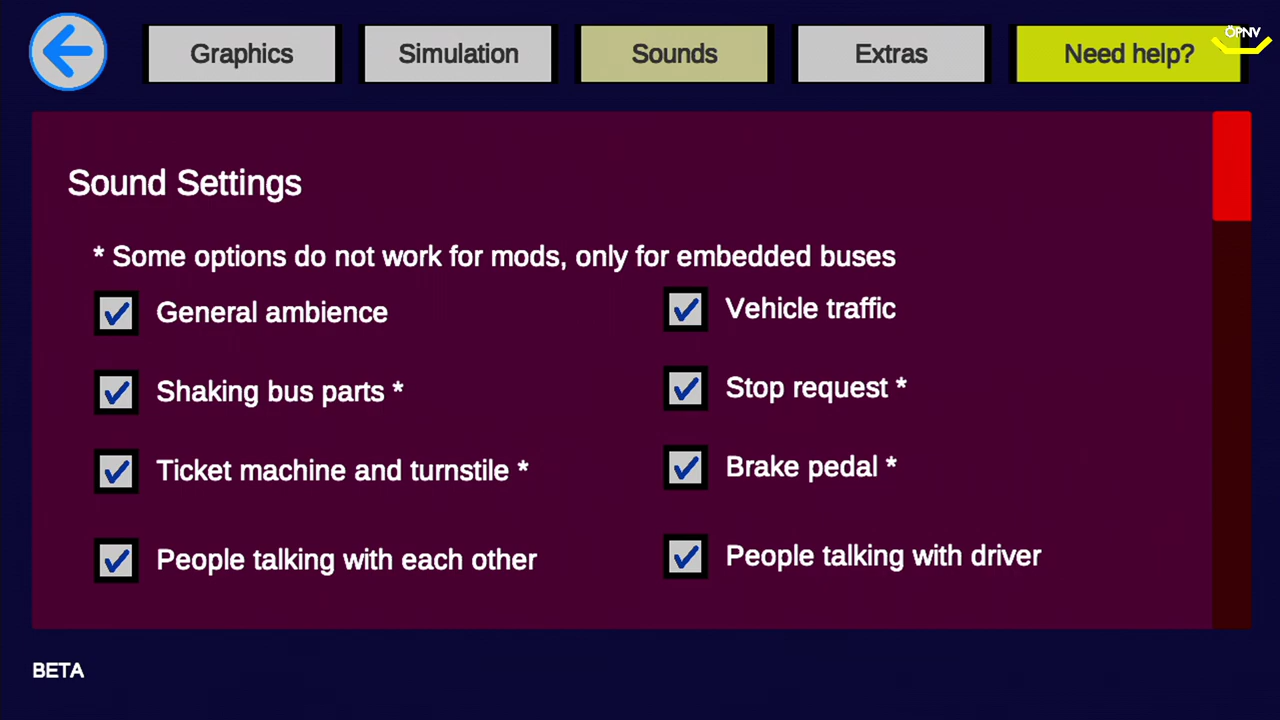 Graphics
Simulation
Sounds
Extras
Need help?
ÖPNV
Sound Settings
* Some options do not work for mods, only for embedded buses
General ambience
Vehicle traffic
Shaking bus parts *
Stop request *
Ticket machine and turnstile *
Brake pedal *
People talking with each other
People talking with driver
BETA